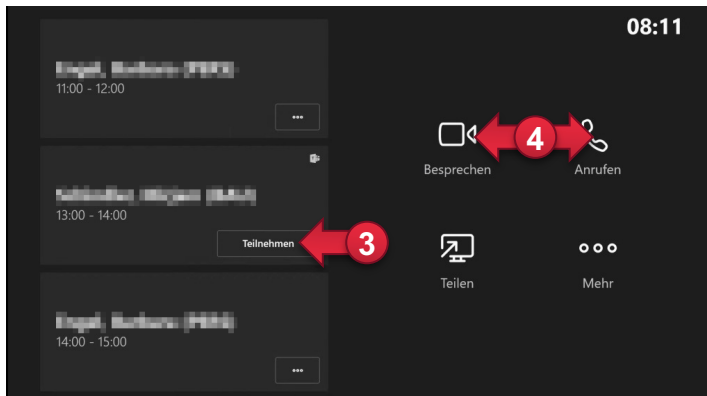 08:11
11:00 - 12:00
...
13:00 - 14:00
Teilnehmen
3
14:00 - 15:00
...
4
Besprechen
Anrufen
Teilen
Mehr